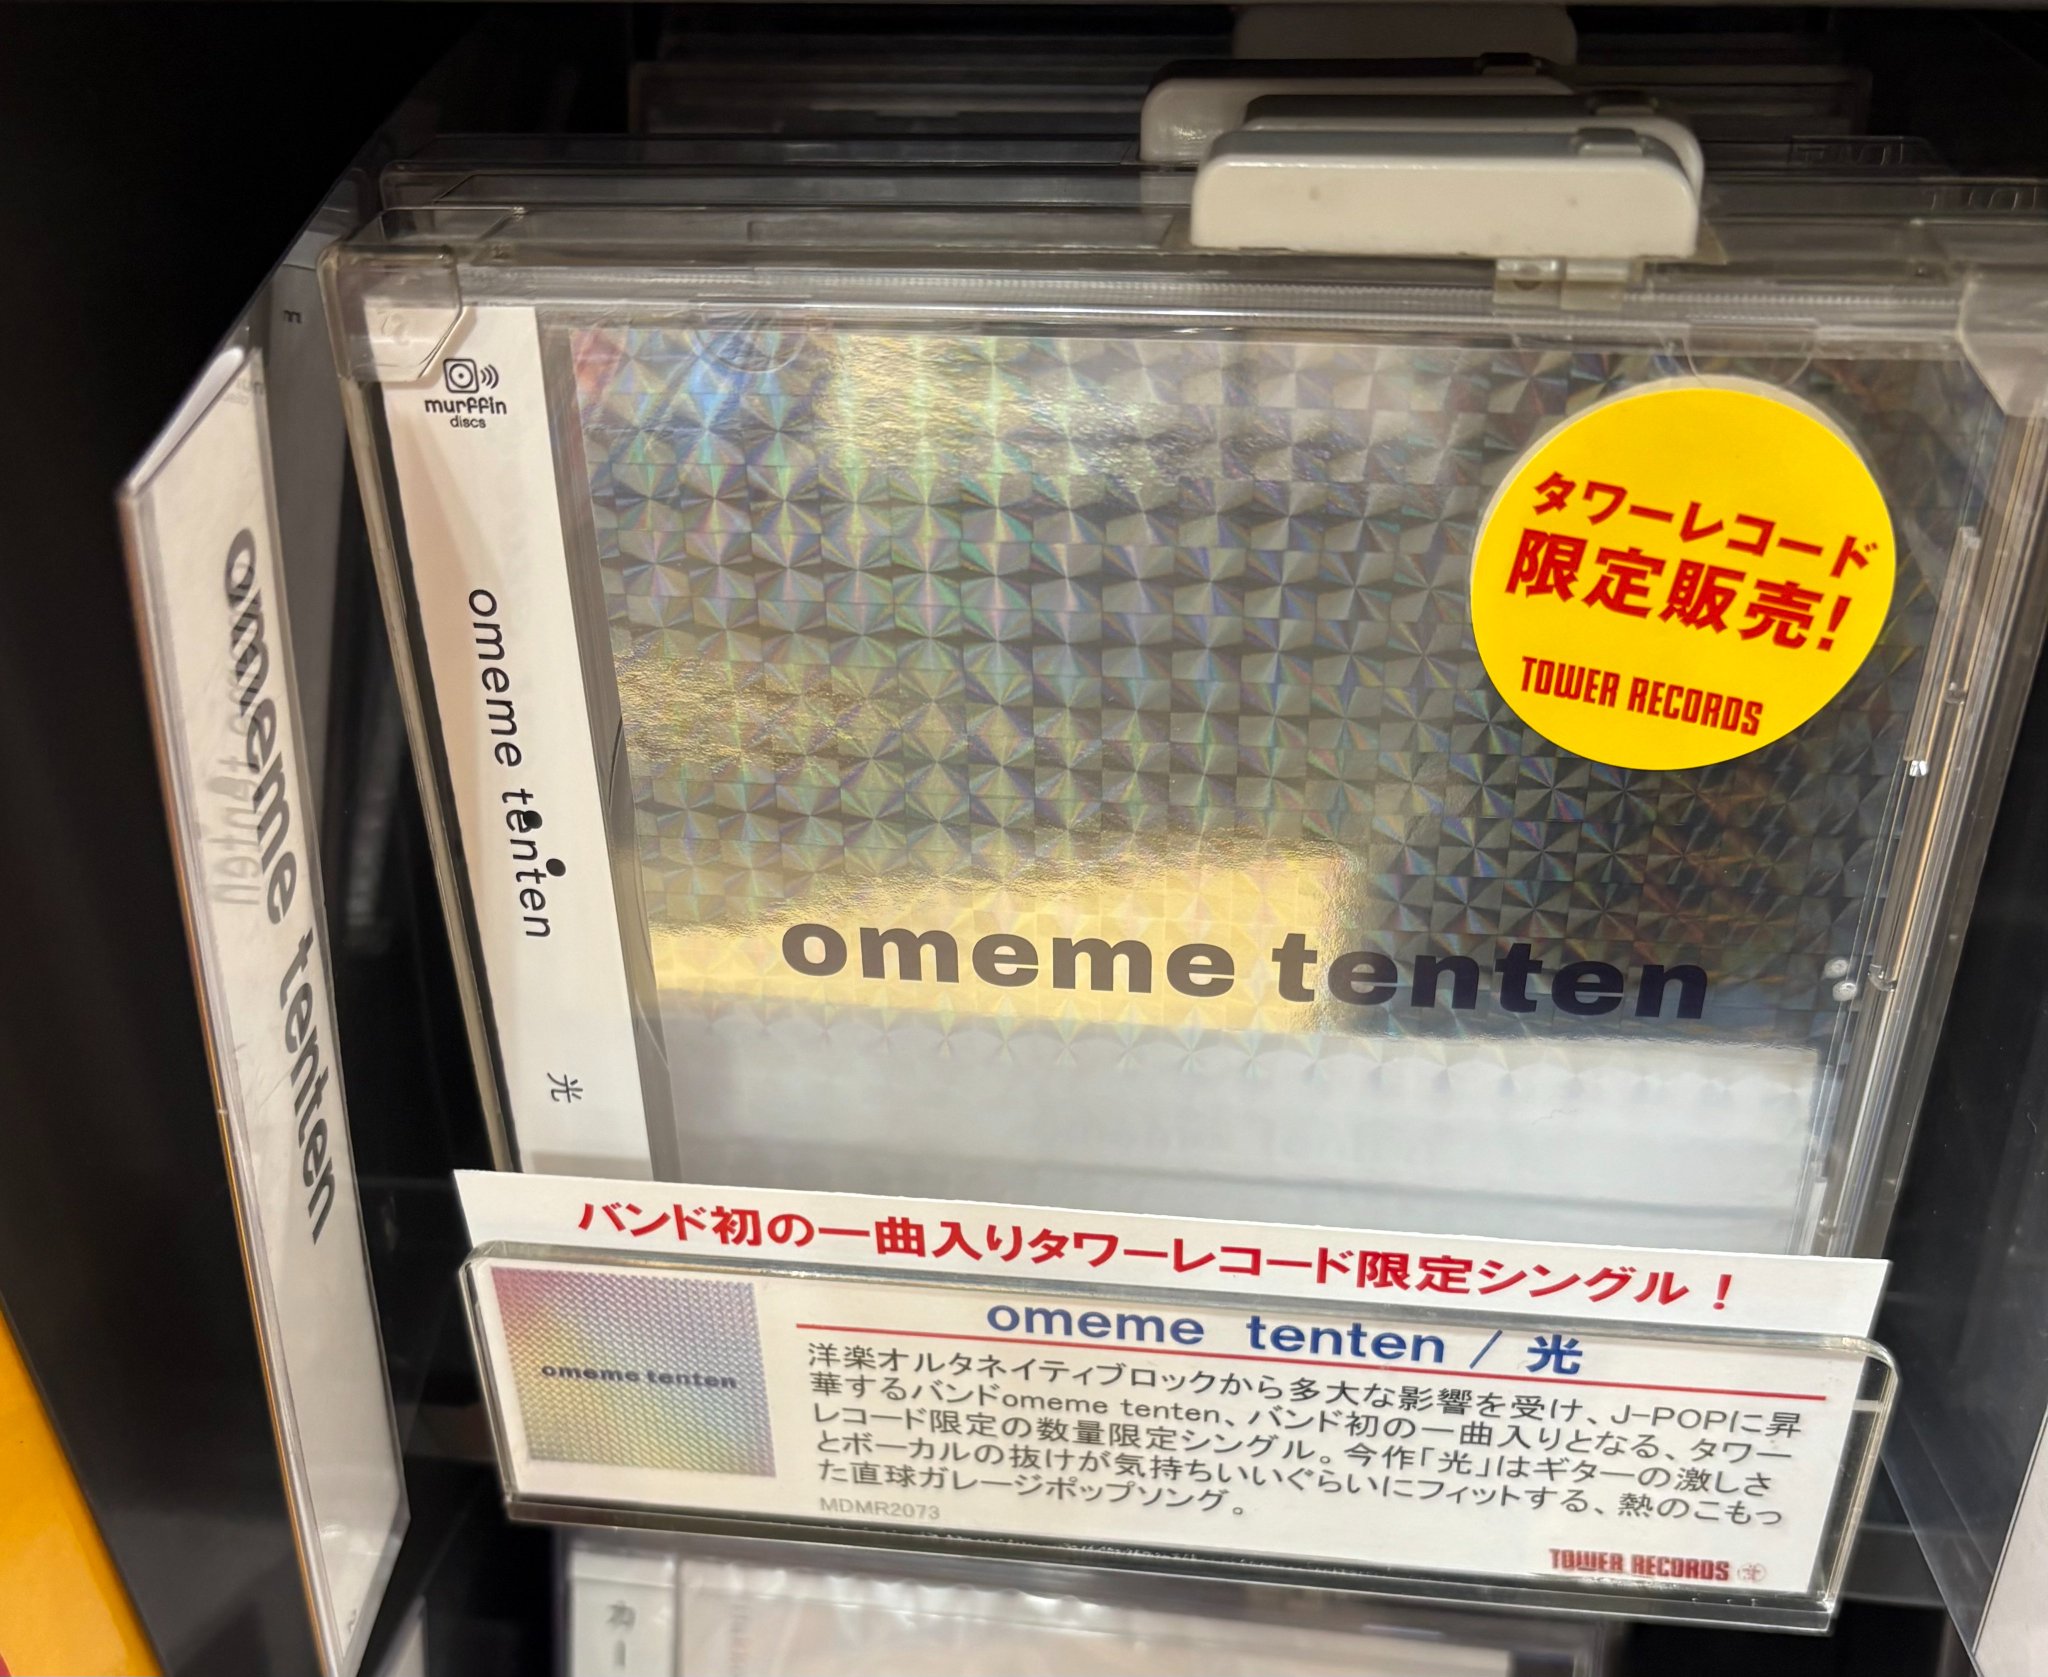 murffin
discs
omeme tenten
光
omeme tenten
タワーレコード
限定販売!
TOWER RECORDS
omeme tenten
バンド初の一曲入りタワーレコード限定シングル！
omeme tenten
omeme tenten / 光
洋楽オルタネイティブロックから多大な影響を受け、J-POPに昇
華するバンドomeme tenten、バンド初の一曲入りとなる、タワー
レコード限定の数量限定シングル。今作「光」はギターの激しさ
とボーカルの抜けが気持ちいいぐらいにフィットする、熱のこもっ
た直球ガレージポップソング。
MDMR2073
TOWER RECORDS